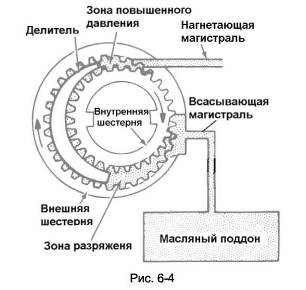 Зона повышенного
давления
Делитель
Нагнетающая
магистраль
Внутренняя
шестерня
Всасывающая
магистраль
Внешняя
шестерня
Зона разряженя
Масляный поддон
Рис. 6-4